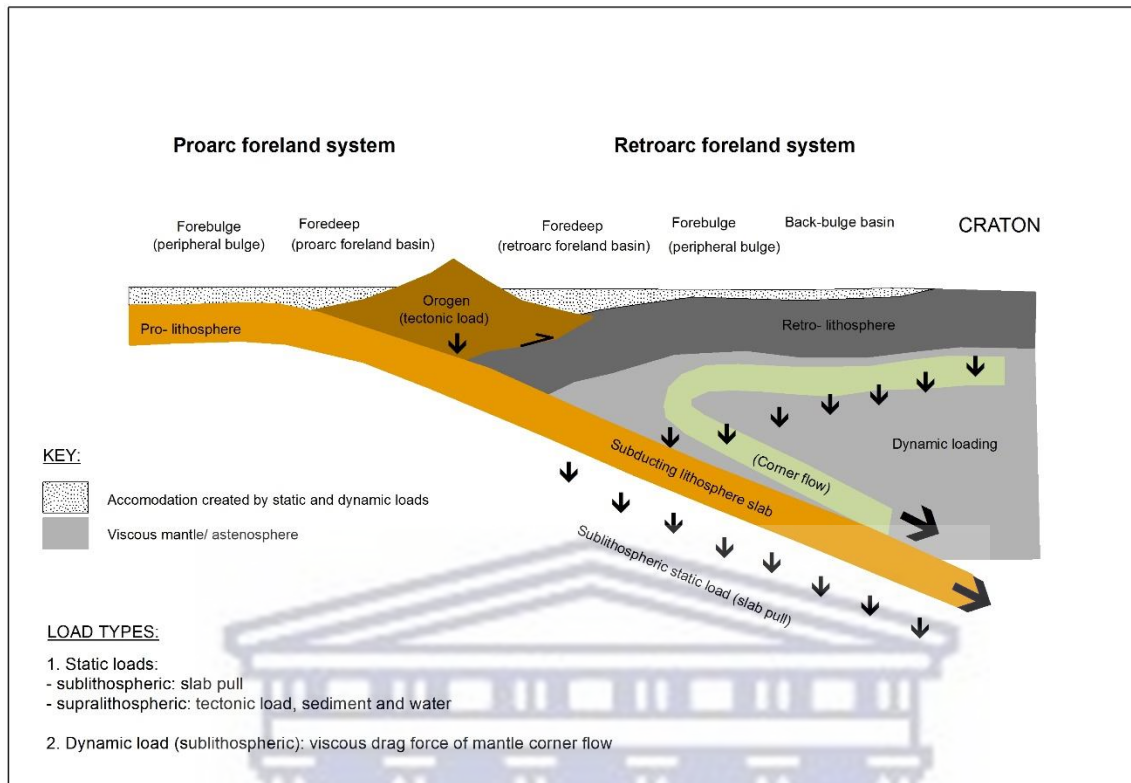 Proarc foreland system
Retroarc foreland system
Forebulge
(peripheral bulge)
Foredeep
(proarc foreland basin)
Foredeep
(retroarc foreland basin)
Forebulge
(peripheral bulge)
Back-bulge basin
CRATON
Orogen
(tectonic load)
Pro- lithosphere
Retro- lithosphere
Dynamic loading
(Corner flow)
Subducting lithosphere slab
Sublithospheric static load (slab pull)
KEY:
Accomodation created by static and dynamic loads
Viscous mantle/ astenosphere
LOAD TYPES:
1. Static loads:
- sublithospheric: slab pull
- supralithospheric: tectonic load, sediment and water
2. Dynamic load (sublithospheric): viscous drag force of mantle corner flow